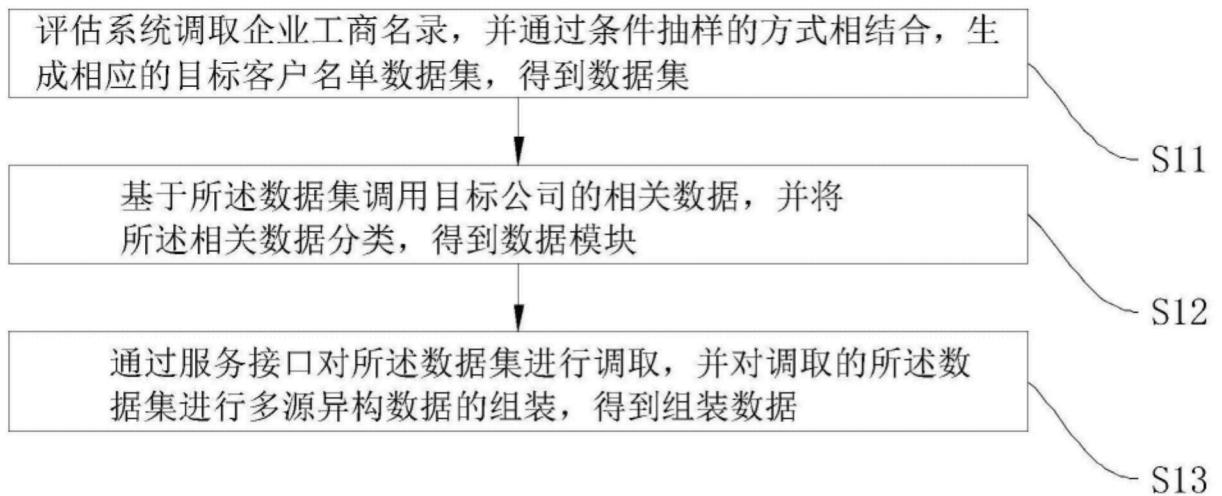 评估系统调取企业工商名录，并通过条件抽样的方式相结合，生
成相应的目标客户名单数据集，得到数据集
S11
基于所述数据集调用目标公司的相关数据，并将
所述相关数据分类，得到数据模块
S12
通过服务接口对所述数据集进行调取，并对调取的所述数
据集进行多源异构数据的组装，得到组装数据
S13